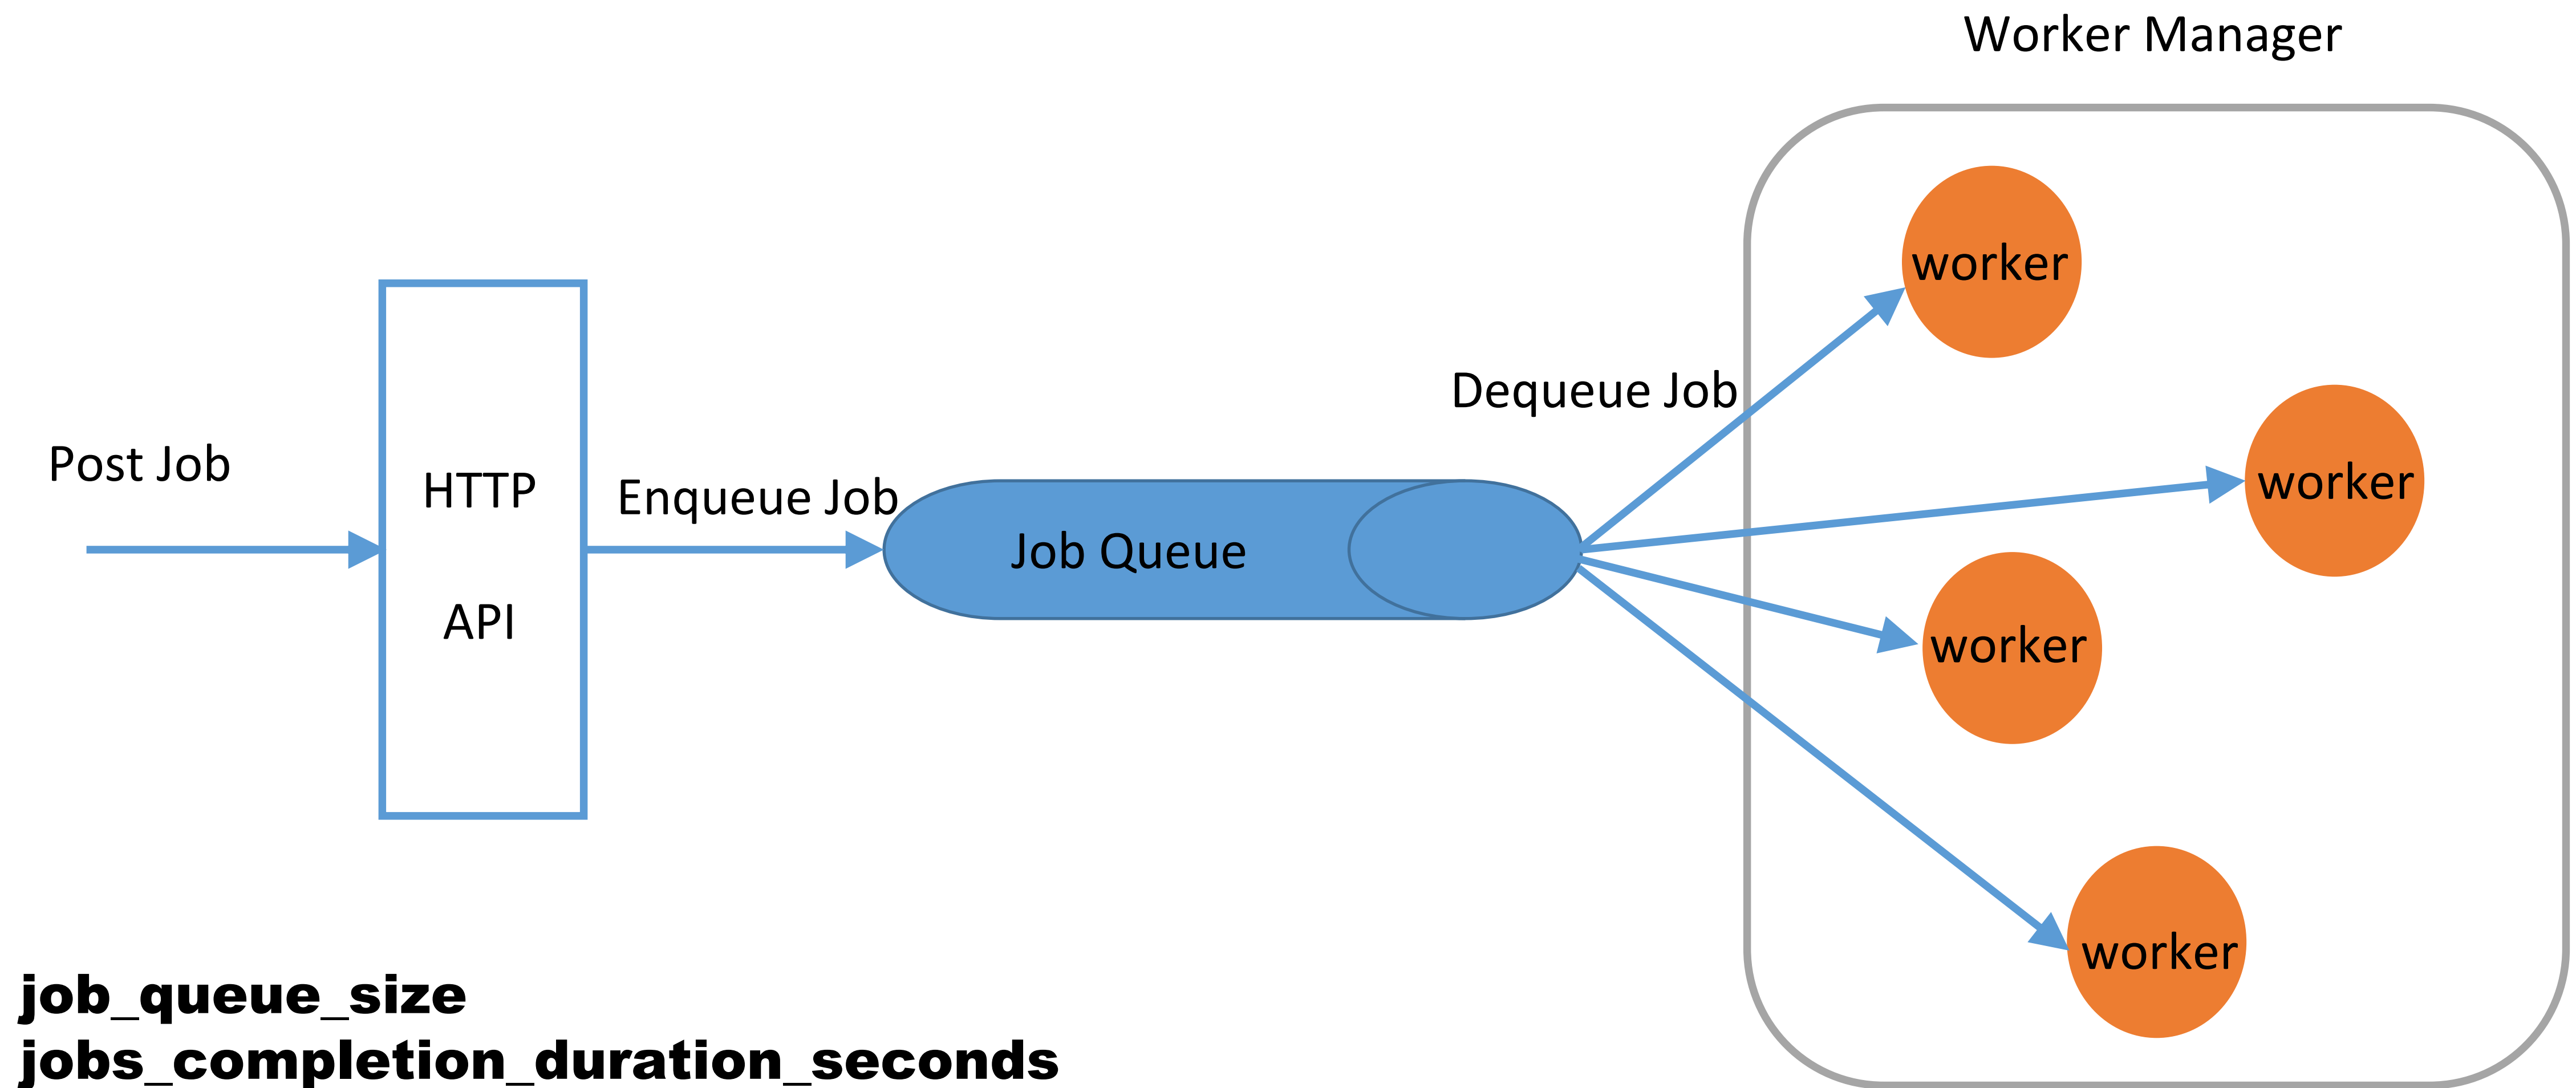 Worker Manager
worker
Dequeue Job
Post Job
HTTP
API
Enqueue Job
worker
Job Queue
worker
worker
job_queue_size
jobs_completion_duration_seconds